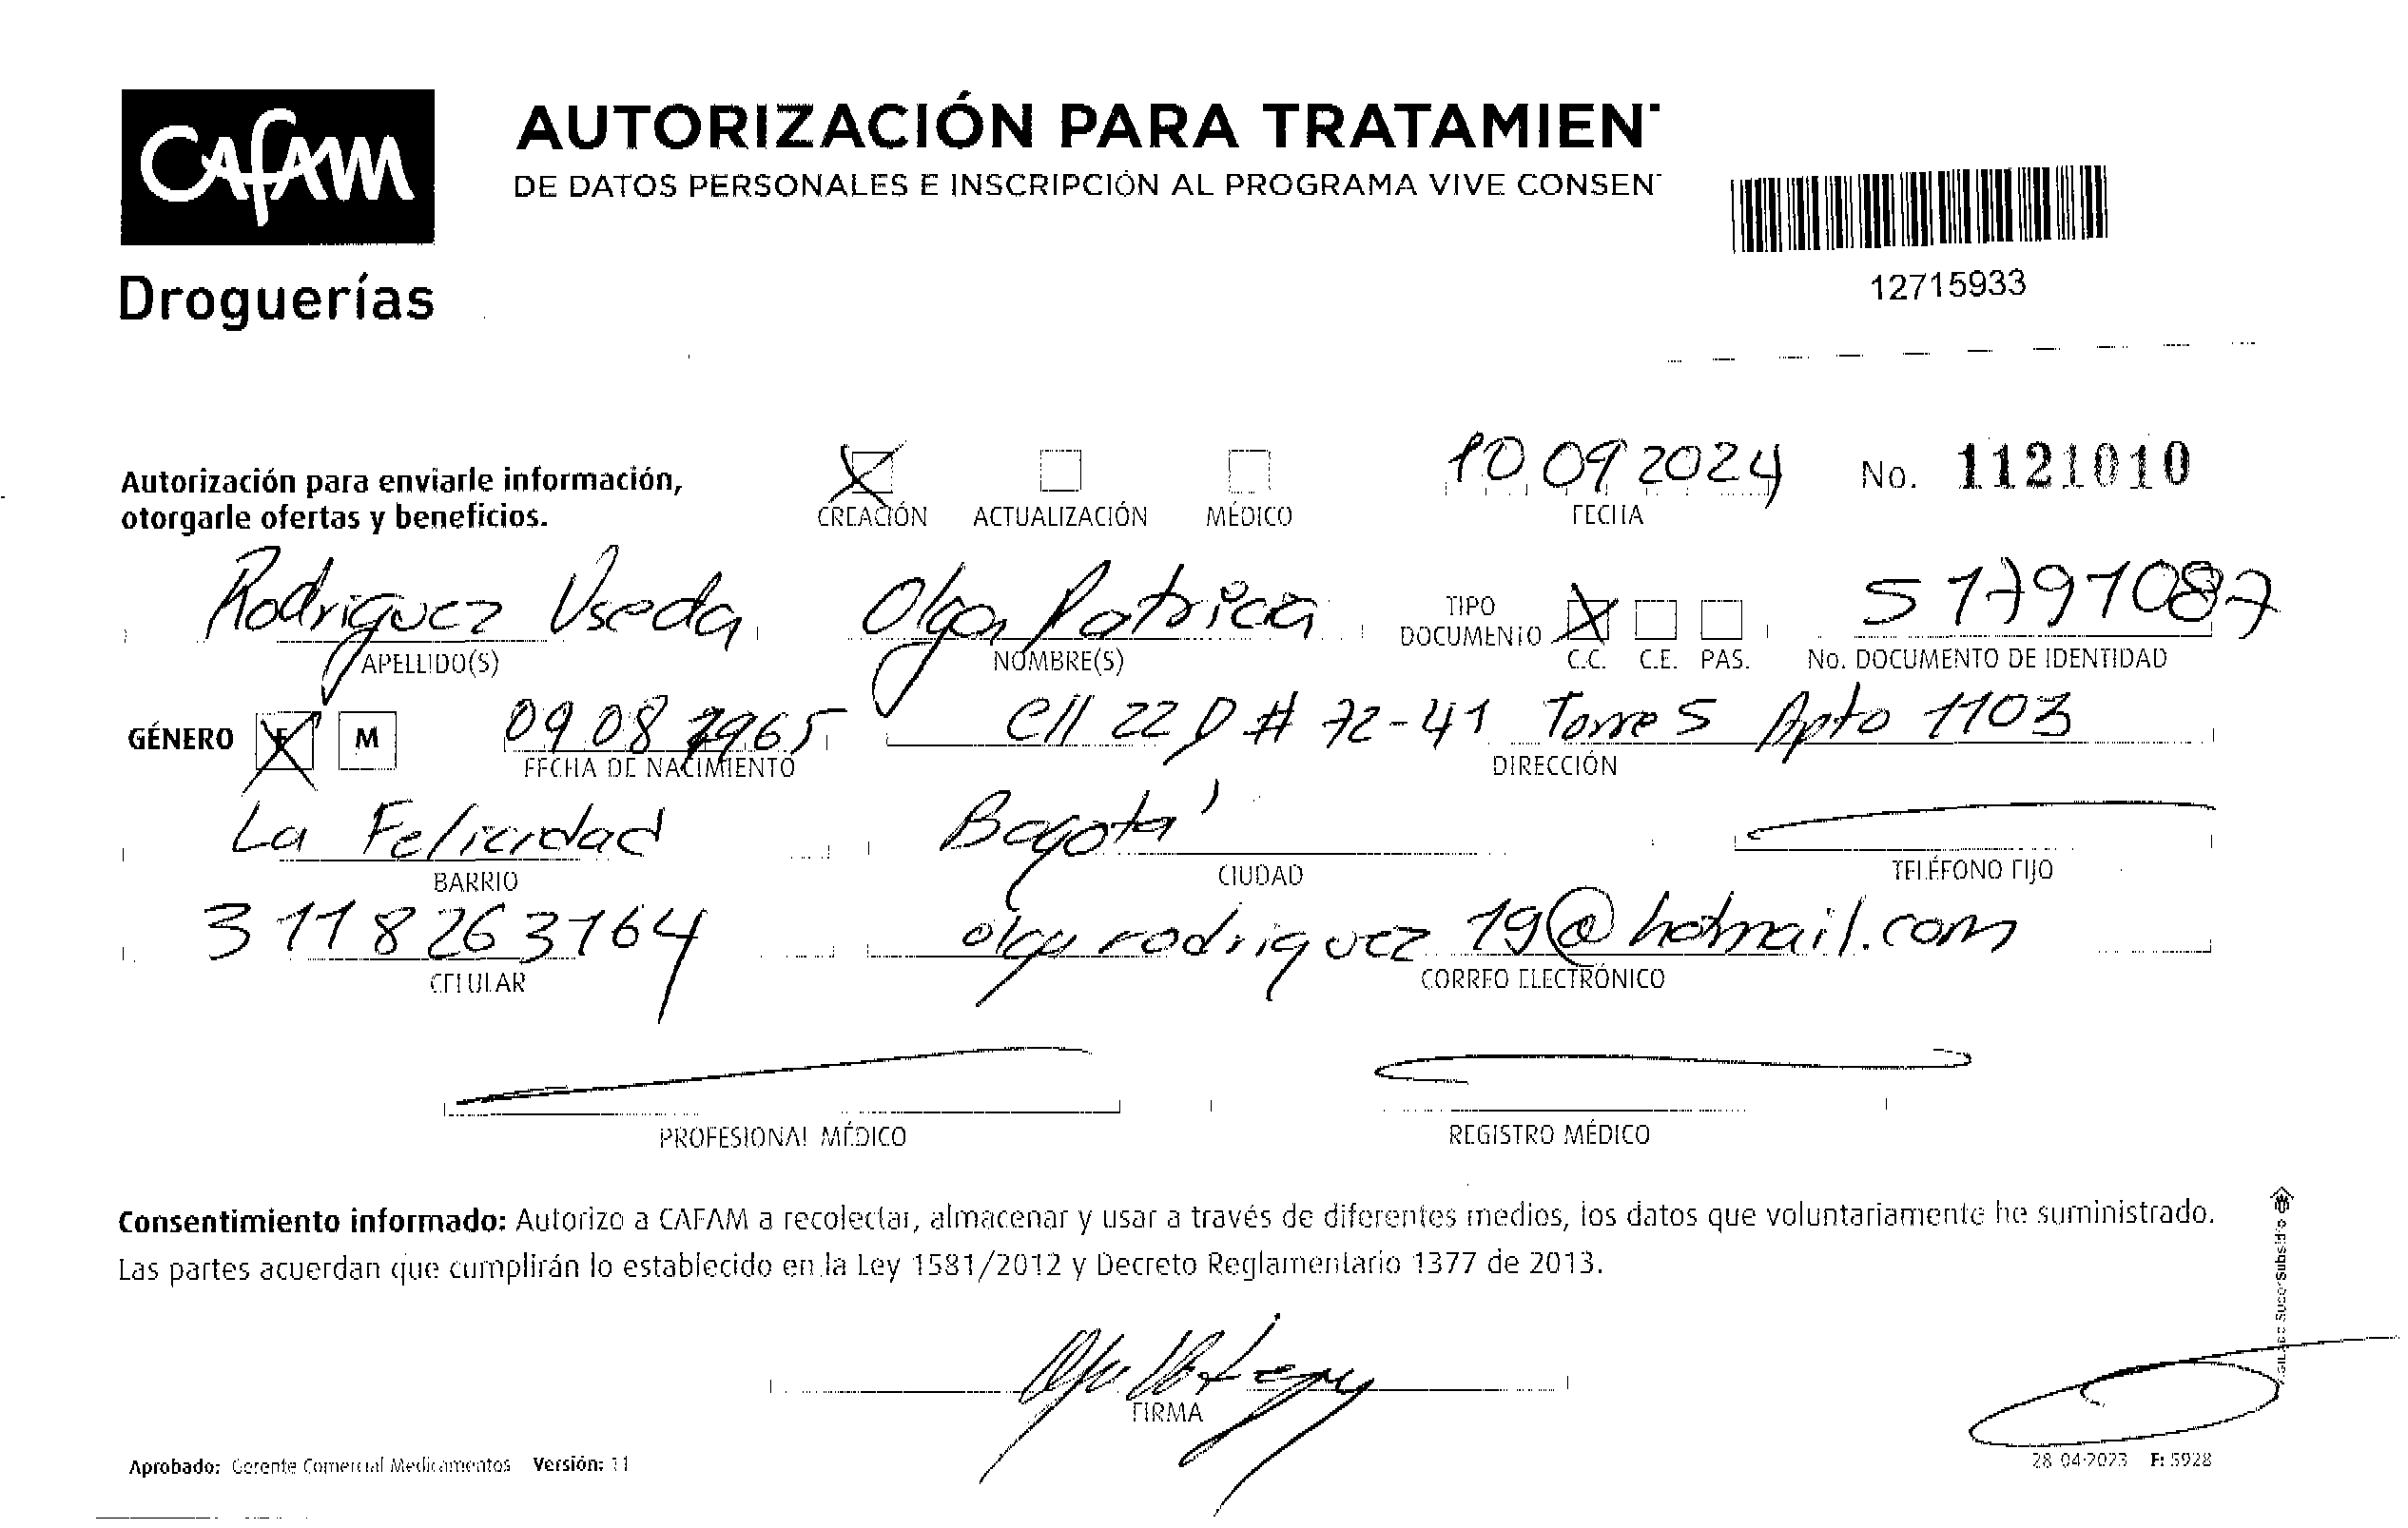 CAFAM
Droguerías
AUTORIZACIÓN PARA TRATAMIEN
DE DATOS PERSONALES E INSCRIPCIÓN AL PROGRAMA VIVE CONSEN
12715933
Autorización para enviarle información,
otorgarle ofertas y beneficios.
CREACIÓN ACTUALIZACIÓN MÉDICO
10 09 2024
FECHA
No. 1121010
Rodriguez Useda Olga Patricia
APELLIDO(S) NOMBRE(S)
TIPO
DOCUMENTO
C.C. C.E. PAS.
51791087
No. DOCUMENTO DE IDENTIDAD
GÉNERO F M
09 08 1965
FECHA DE NACIMIENTO
Cll 22 D # 72-41 Torre 5 Apto 1103
DIRECCIÓN
La Felicidad Bogotá
BARRIO CIUDAD TELÉFONO FIJO
3118263164 olgarodriguez19@hotmail.com
CELULAR CORREO ELECTRÓNICO
PROFESIONAL MÉDICO REGISTRO MÉDICO
Consentimiento informado: Autorizo a CAFAM a recolectar, almacenar y usar a través de diferentes medios, los datos que voluntariamente he suministrado.
Las partes acuerdan que cumplirán lo establecido en la Ley 1581/2012 y Decreto Reglamentario 1377 de 2013.
FIRMA
Aprobado: Gerente Comercial Medicamentos Versión: 11
28-04-2023 F: 5928
SuperSubsidio